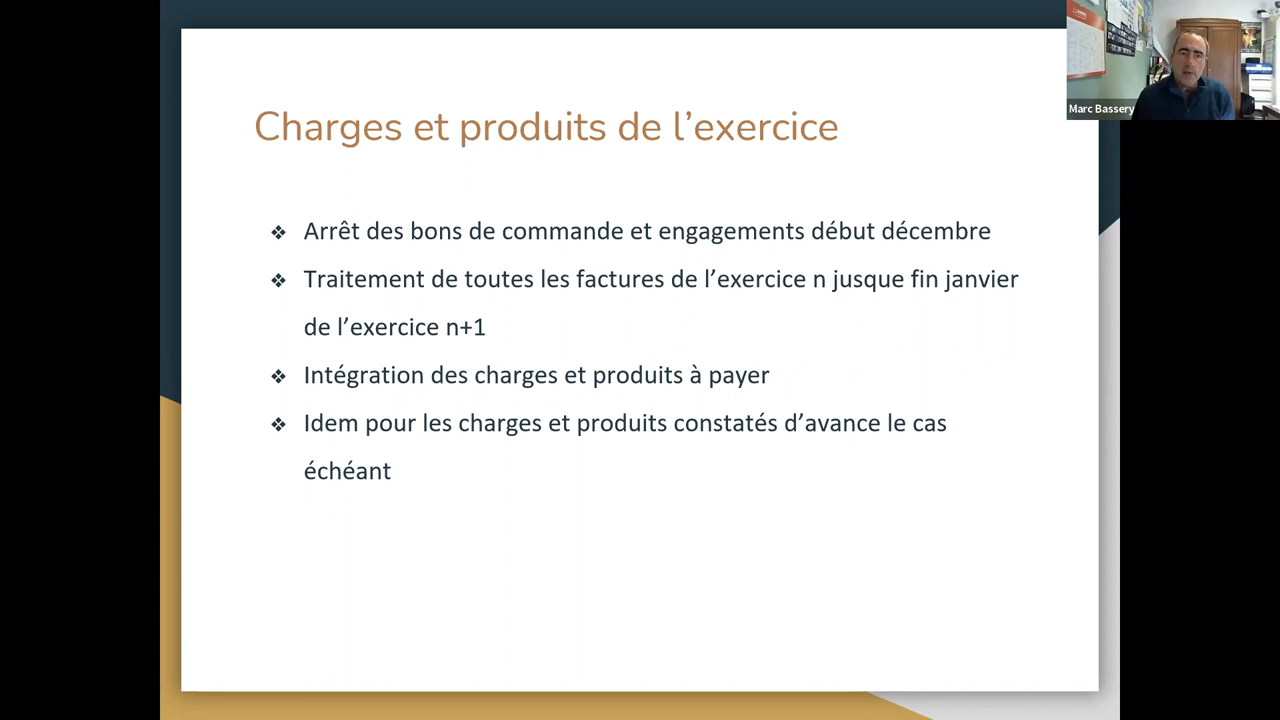 Charges et produits de l’exercice
❖ Arrêt des bons de commande et engagements début décembre
❖ Traitement de toutes les factures de l’exercice n jusque fin janvier
de l’exercice n+1
❖ Intégration des charges et produits à payer
❖ Idem pour les charges et produits constatés d’avance le cas
échéant
Marc Bassery